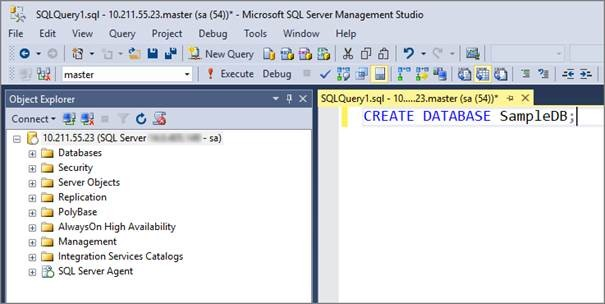 SQLQuery1.sql - 10.211.55.23.master (sa (54))* - Microsoft SQL Server Management Studio
File Edit View Query Project Debug Tools Window Help
New Query
master Execute Debug
Object Explorer
Connect
10.211.55.23 (SQL Server - sa)
Databases
Security
Server Objects
Replication
PolyBase
AlwaysOn High Availability
Management
Integration Services Catalogs
SQL Server Agent
SQLQuery1.sql - 10.....23.master (sa (54))*
CREATE DATABASE SampleDB;